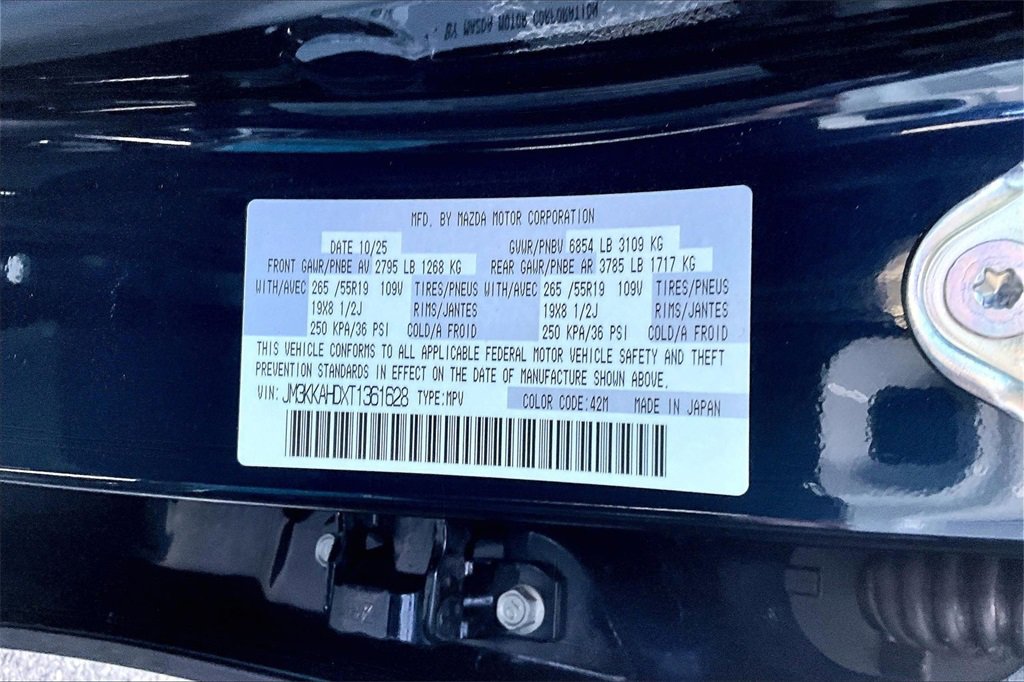 BY MAZDA MOTOR CORPORATION
MFD. BY MAZDA MOTOR CORPORATION
DATE 10/25 GVWR/PNBV 6854 LB 3109 KG
FRONT GAWR/PNBE AV 2795 LB 1268 KG REAR GAWR/PNBE AR 3785 LB 1717 KG
WITH/AVEC 265 /55R19 109V TIRES/PNEUS WITH/AVEC 265 /55R19 109V TIRES/PNEUS
19X8 1/2J RIMS/JANTES 19X8 1/2J RIMS/JANTES
250 KPA/36 PSI COLD/A FROID 250 KPA/36 PSI COLD/A FROID
THIS VEHICLE CONFORMS TO ALL APPLICABLE FEDERAL MOTOR VEHICLE SAFETY AND THEFT
PREVENTION STANDARDS IN EFFECT ON THE DATE OF MANUFACTURE SHOWN ABOVE.
VIN: JM3KKAHDXT1361628 TYPE:MPV COLOR CODE:42M MADE IN JAPAN